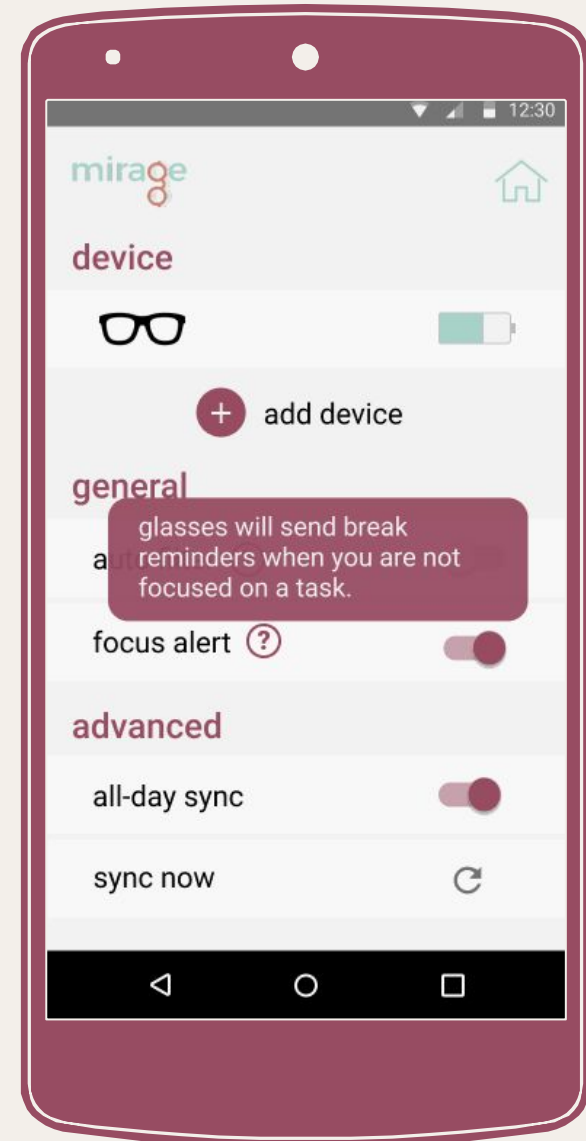 12:30
mirage
device
add device
general
glasses will send break
reminders when you are not
focused on a task.
focus alert ?
advanced
all-day sync
sync now